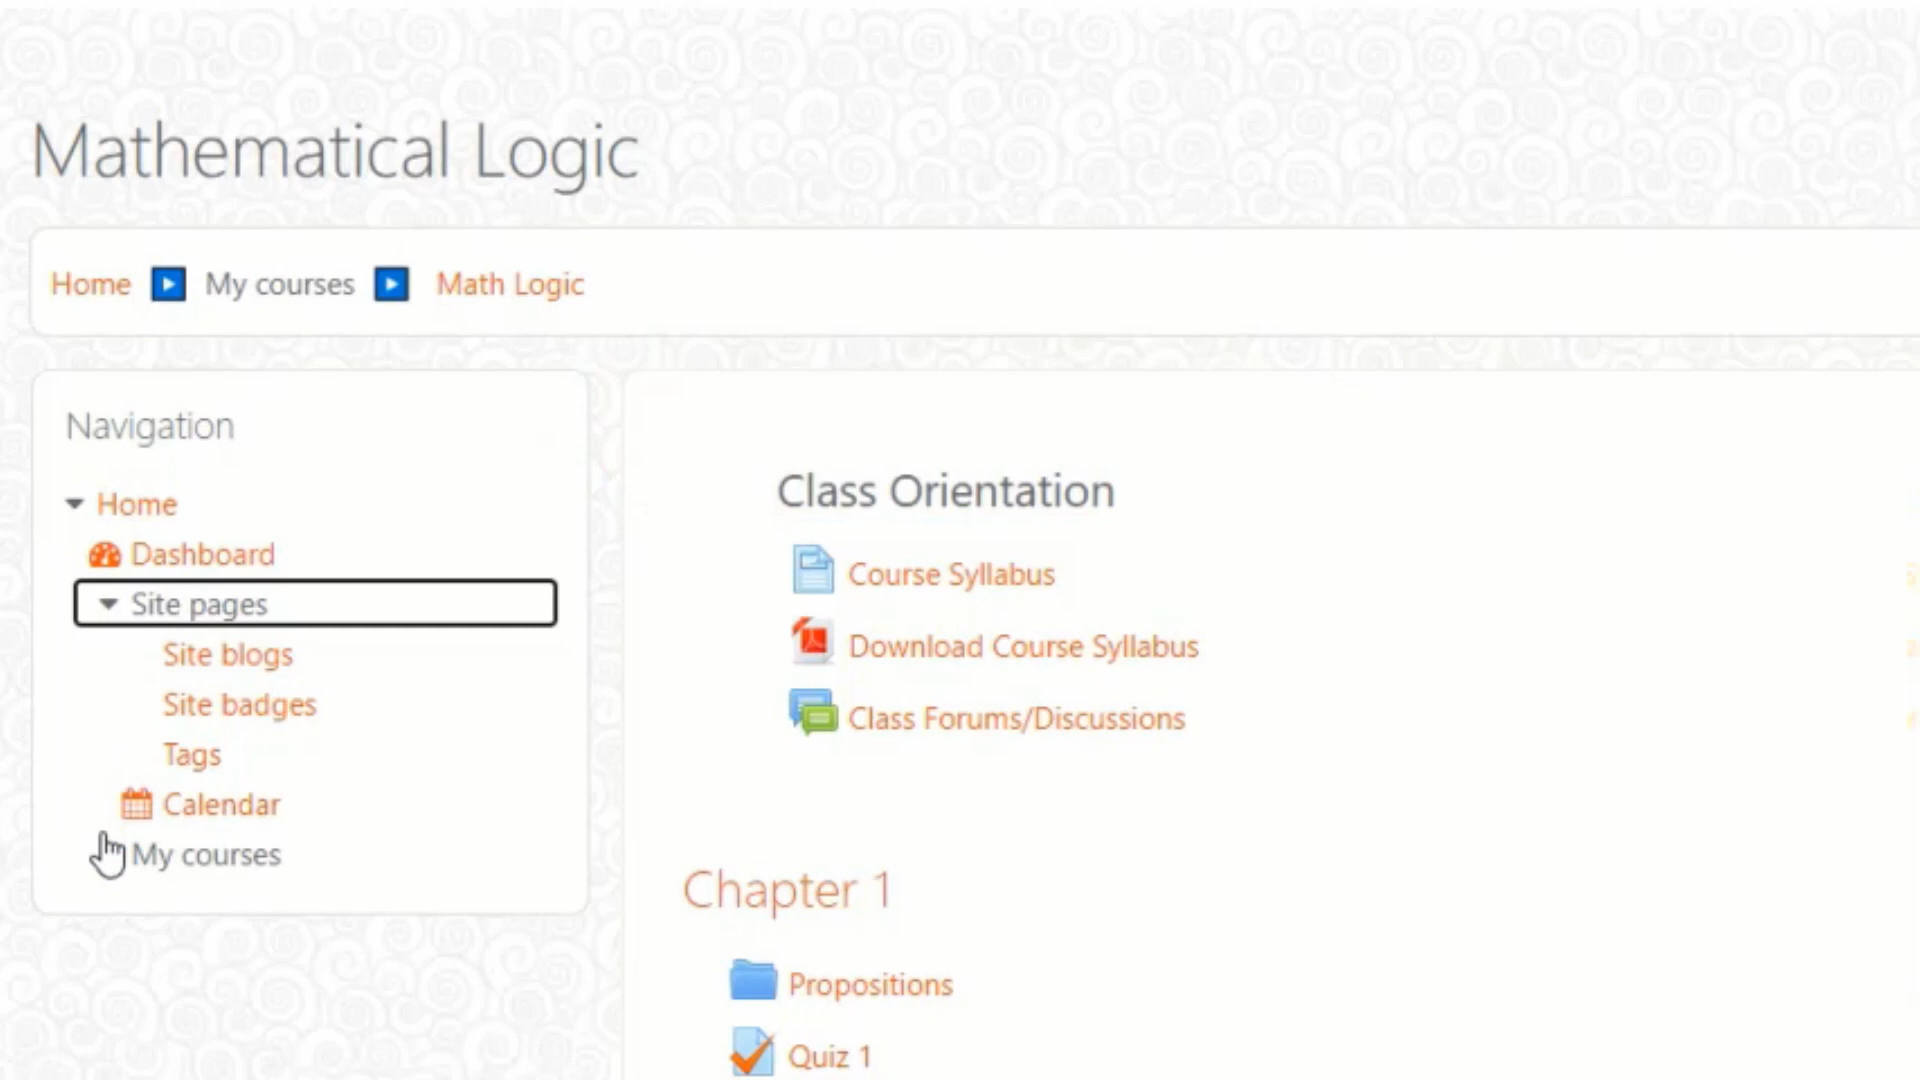 Mathematical Logic
Home My courses Math Logic
Navigation
Home
Dashboard
Site pages
Site blogs
Site badges
Tags
Calendar
My courses
Class Orientation
Course Syllabus
Download Course Syllabus
Class Forums/Discussions
Chapter 1
Propositions
Quiz 1